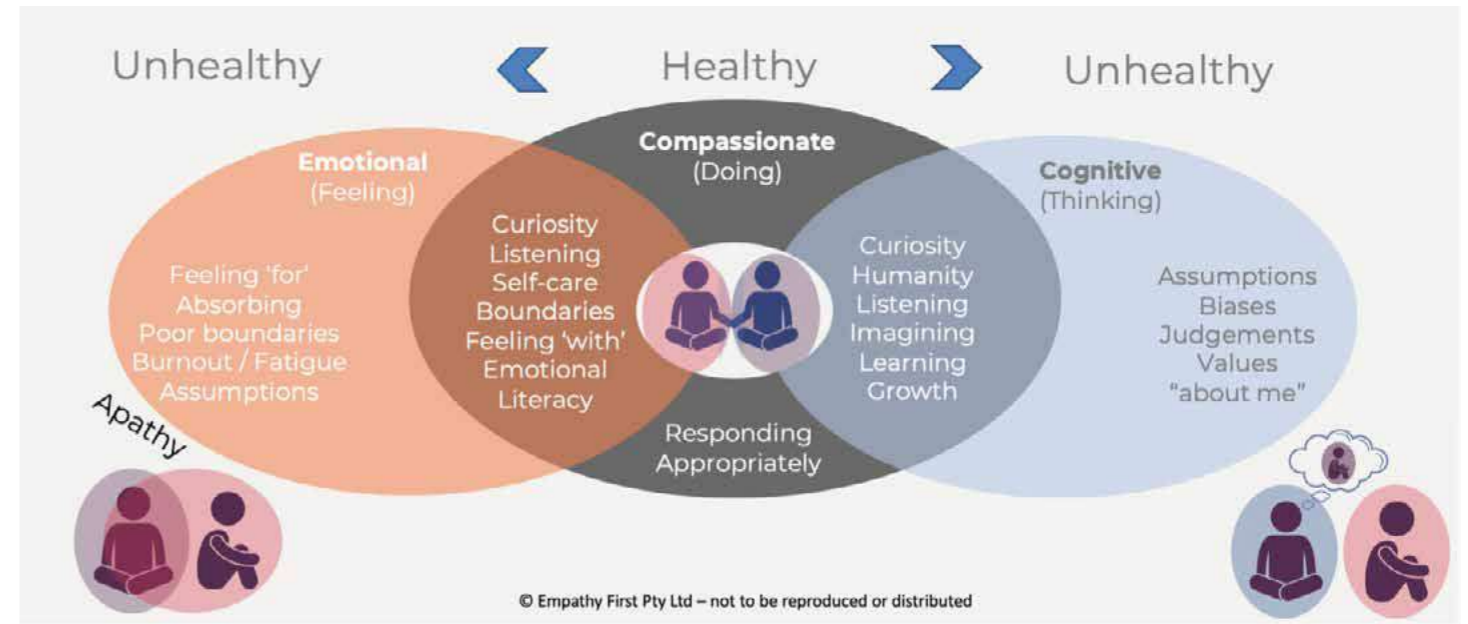 Unhealthy
Healthy
Unhealthy
Emotional
(Feeling)
Feeling 'for'
Absorbing
Poor boundaries
Burnout / Fatigue
Assumptions
Apathy
Curiosity
Listening
Self-care
Boundaries
Feeling 'with'
Emotional
Literacy
Compassionate
(Doing)
Responding
Appropriately
Curiosity
Humanity
Listening
Imagining
Learning
Growth
Cognitive
(Thinking)
Assumptions
Biases
Judgements
Values
“about me”
© Empathy First Pty Ltd – not to be reproduced or distributed